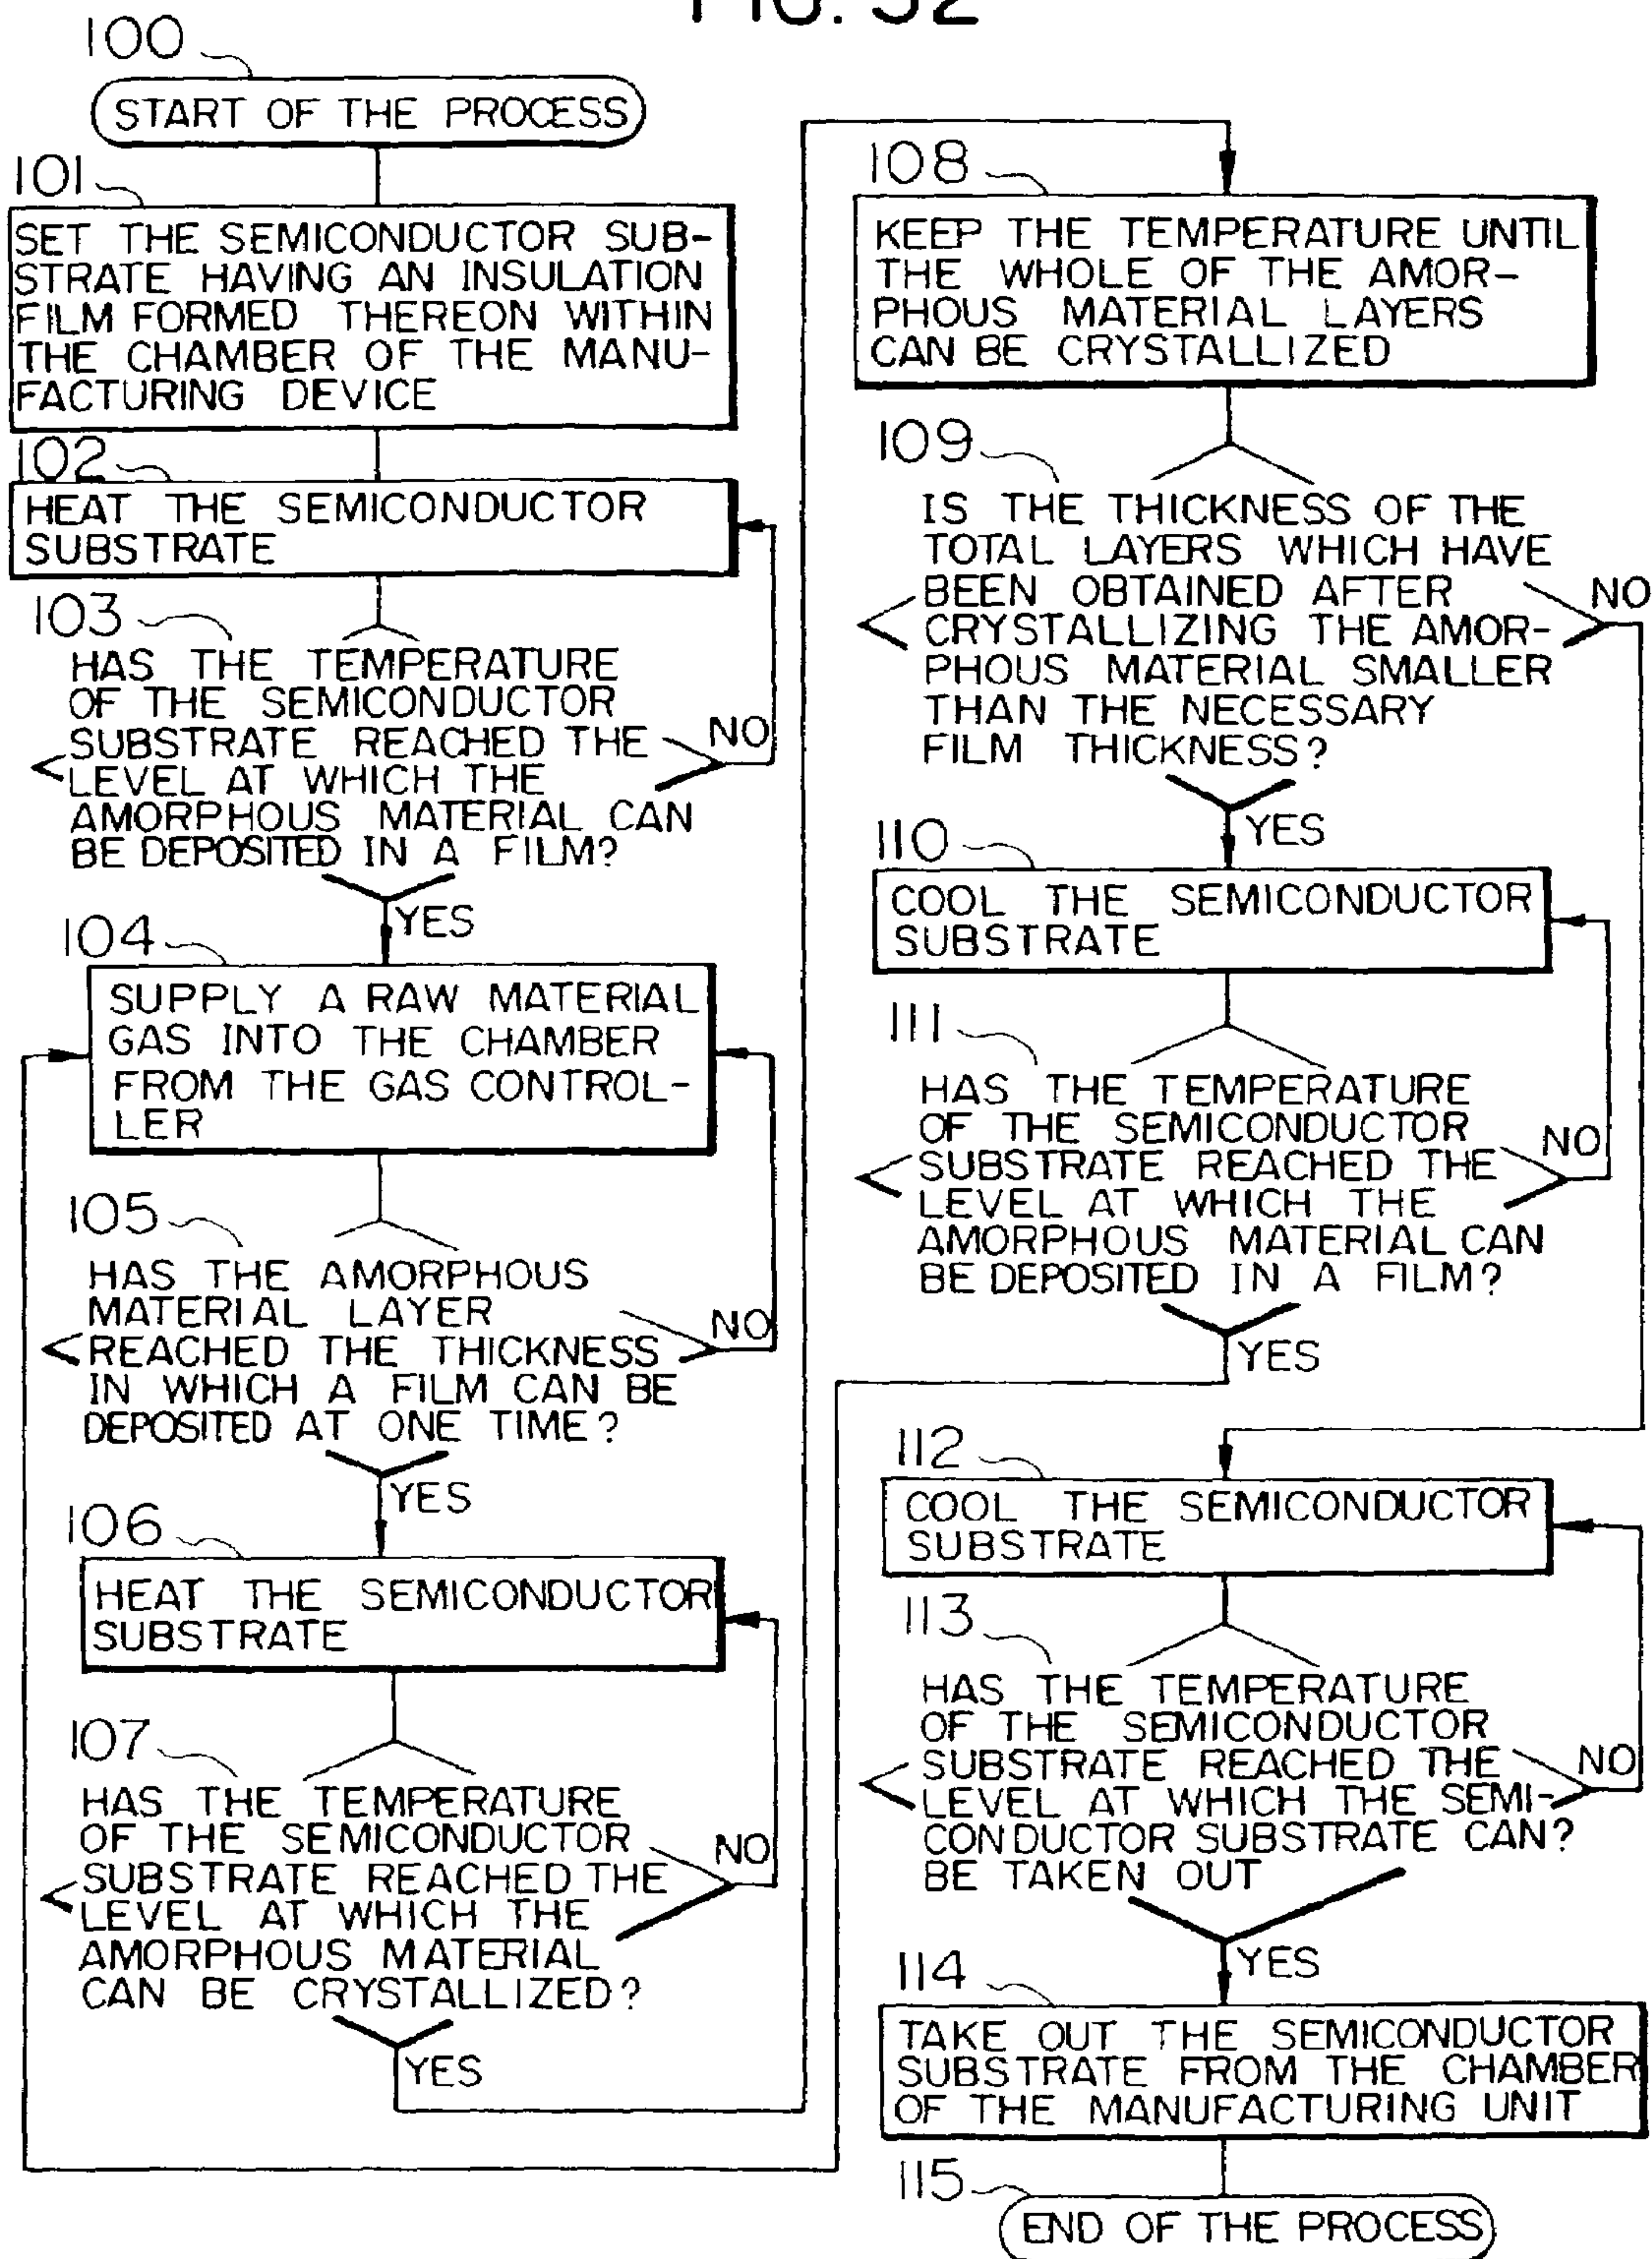 FIG. 32
100
START OF THE PROCESS
101
SET THE SEMICONDUCTOR SUB-
STRATE HAVING AN INSULATION
FILM FORMED THEREON WITHIN
THE CHAMBER OF THE MANU-
FACTURING DEVICE
102
HEAT THE SEMICONDUCTOR
SUBSTRATE
103
HAS THE TEMPERATURE
OF THE SEMICONDUCTOR
SUBSTRATE REACHED THE
NO
LEVEL AT WHICH THE
AMORPHOUS MATERIAL CAN
BE DEPOSITED IN A FILM?
YES
104
SUPPLY A RAW MATERIAL
GAS INTO THE CHAMBER
FROM THE GAS CONTROL-
LER
105
HAS THE AMORPHOUS
MATERIAL LAYER
NO
REACHED THE THICKNESS
IN WHICH A FILM CAN BE
DEPOSITED AT ONE TIME?
YES
106
HEAT THE SEMICONDUCTOR
SUBSTRATE
107
HAS THE TEMPERATURE
OF THE SEMICONDUCTOR
NO
SUBSTRATE REACHED THE
LEVEL AT WHICH THE
AMORPHOUS MATERIAL
CAN BE CRYSTALLIZED?
YES
108
KEEP THE TEMPERATURE UNTIL
THE WHOLE OF THE AMOR-
PHOUS MATERIAL LAYERS
CAN BE CRYSTALLIZED
109
IS THE THICKNESS OF THE
TOTAL LAYERS WHICH HAVE
BEEN OBTAINED AFTER
NO
CRYSTALLIZING THE AMOR-
PHOUS MATERIAL SMALLER
THAN THE NECESSARY
FILM THICKNESS?
YES
110
COOL THE SEMICONDUCTOR
SUBSTRATE
111
HAS THE TEMPERATURE
OF THE SEMICONDUCTOR
NO
SUBSTRATE REACHED THE
LEVEL AT WHICH THE
AMORPHOUS MATERIAL CAN
BE DEPOSITED IN A FILM?
YES
112
COOL THE SEMICONDUCTOR
SUBSTRATE
113
HAS THE TEMPERATURE
OF THE SEMICONDUCTOR
SUBSTRATE REACHED THE
NO
LEVEL AT WHICH THE SEMI-
CONDUCTOR SUBSTRATE CAN?
BE TAKEN OUT
YES
114
TAKE OUT THE SEMICONDUCTOR
SUBSTRATE FROM THE CHAMBER
OF THE MANUFACTURING UNIT
115
END OF THE PROCESS